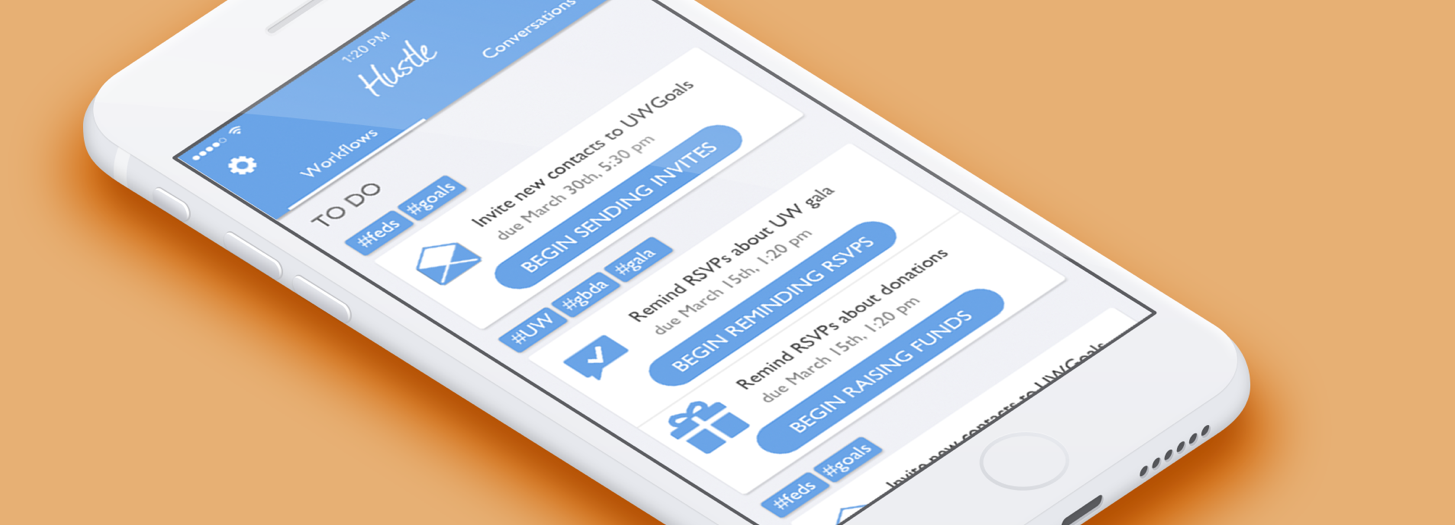 1:20 PM
Hustle
Workflows
Conversations
TO DO
#feds #goals
Invite new contacts to UWGoals
due March 30th, 5:30 pm
BEGIN SENDING INVITES
#UW #gbda #gala
Remind RSVPs about UW gala
due March 15th, 1:20 pm
BEGIN REMINDING RSVPS
Remind RSVPs about donations
due March 15th, 1:20 pm
BEGIN RAISING FUNDS
#feds #goals
Invite new contacts to UWGoals